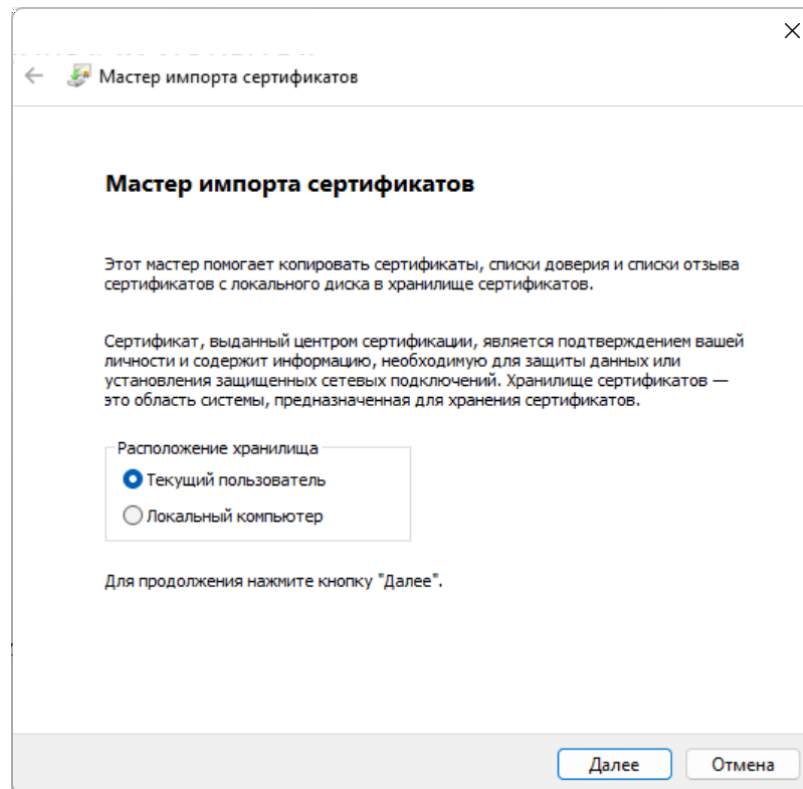 Мастер импорта сертификатов
Мастер импорта сертификатов
Этот мастер помогает копировать сертификаты, списки доверия и списки отзыва
сертификатов с локального диска в хранилище сертификатов.
Сертификат, выданный центром сертификации, является подтверждением вашей
личности и содержит информацию, необходимую для защиты данных или
установления защищенных сетевых подключений. Хранилище сертификатов —
это область системы, предназначенная для хранения сертификатов.
Расположение хранилища
Текущий пользователь
Локальный компьютер
Для продолжения нажмите кнопку "Далее".
Далее
Отмена